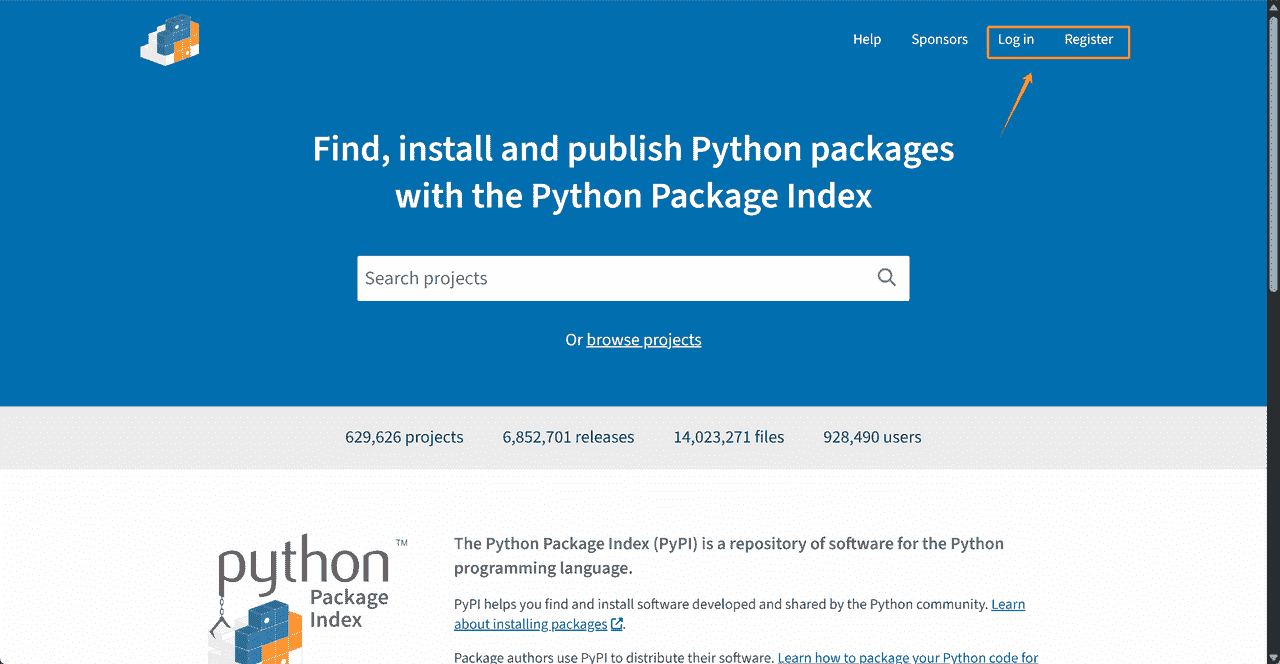 Help Sponsors Log in Register
Find, install and publish Python packages
with the Python Package Index
Search projects
Or browse projects
629,626 projects 6,852,701 releases 14,023,271 files 928,490 users
python TM
Package
Index
The Python Package Index (PyPI) is a repository of software for the Python
programming language.
PyPI helps you find and install software developed and shared by the Python community. Learn
about installing packages.
Package authors use PyPI to distribute their software. Learn how to package your Python code for